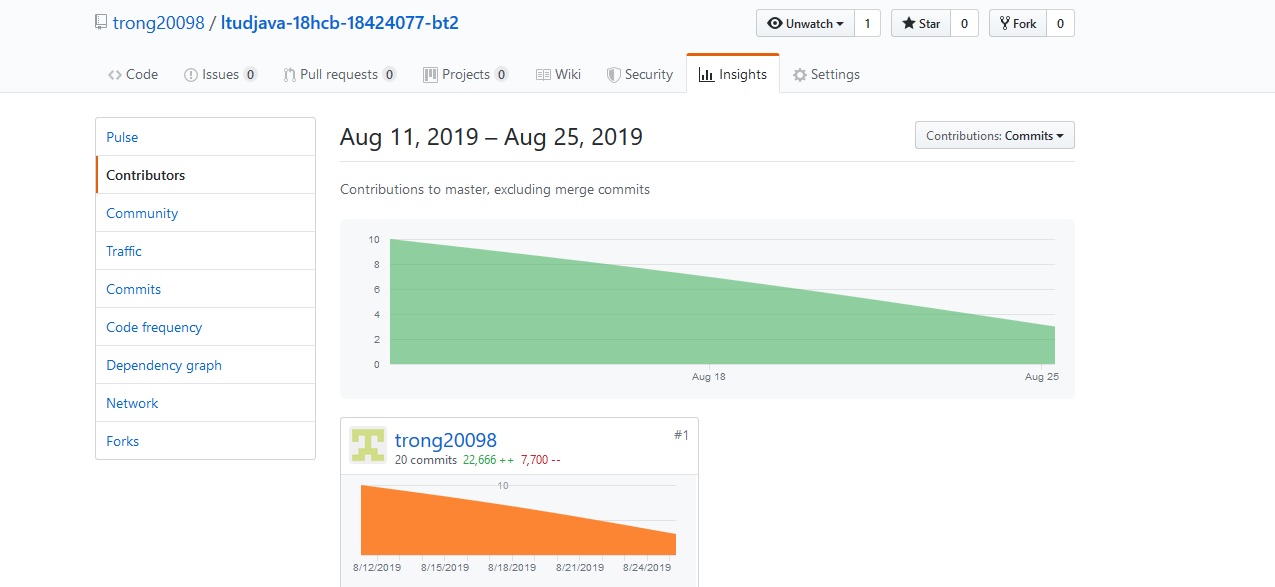 trong20098 / ltudjava-18hcb-18424077-bt2
Unwatch 1 Star 0 Fork 0
Code Issues 0 Pull requests 0 Projects 0 Wiki Security Insights Settings
Pulse
Contributors
Community
Traffic
Commits
Code frequency
Dependency graph
Network
Forks
Aug 11, 2019 – Aug 25, 2019
Contributions: Commits
Contributions to master, excluding merge commits
10
8
6
4
2
0
Aug 18 Aug 25
trong20098 #1
20 commits 22,666 ++ 7,700 --
10
8/12/2019 8/15/2019 8/18/2019 8/21/2019 8/24/2019